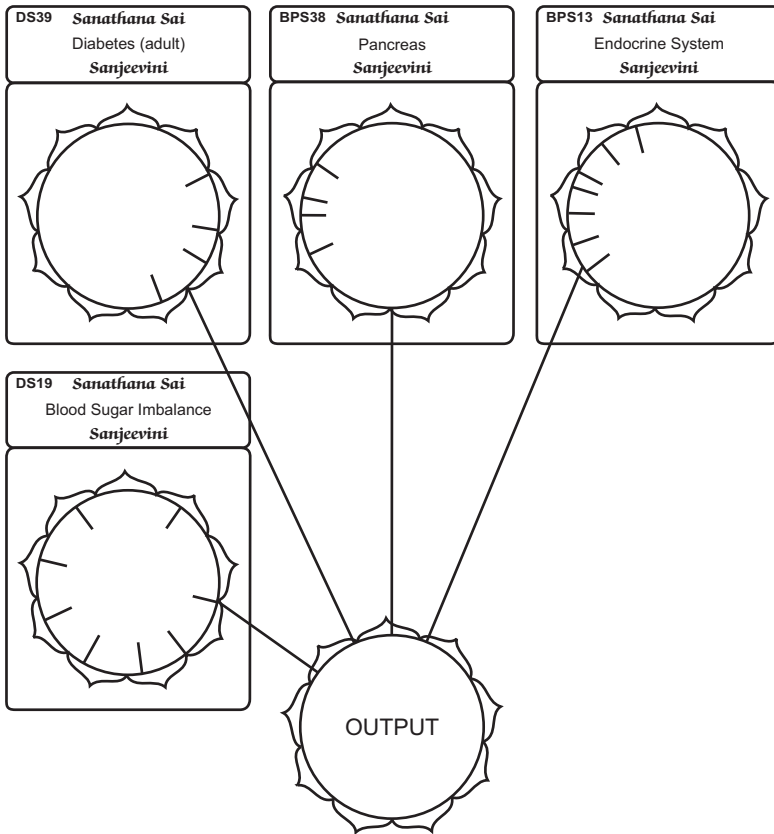 DS39 Sanathana Sai
Diabetes (adult)
Sanjeevini
BPS38 Sanathana Sai
Pancreas
Sanjeevini
BPS13 Sanathana Sai
Endocrine System
Sanjeevini
DS19 Sanathana Sai
Blood Sugar Imbalance
Sanjeevini
OUTPUT